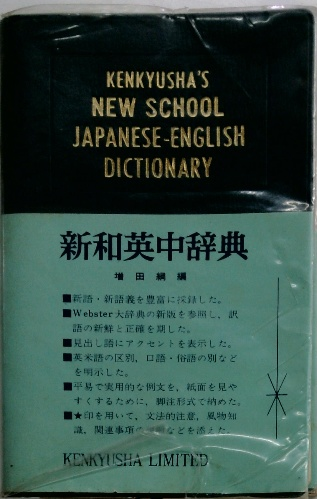 KENKYUSHA'S
NEW SCHOOL
JAPANESE-ENGLISH
DICTIONARY
新和英中辞典
増田綱編
■新語・新語義を豊富に採録した。
■Webster大辞典の新版を参照し、訳
語の新鮮と正確を期した。
■見出し語にアクセントを表示した。
■英米語の区別、口語・俗語の別など
を明示した。
■平易で実用的な例文を、紙面を見や
すくするために、脚注形式で納めた。
■★印を用いて、文法的注意、風物知
識、関連事項の などを添えた。
KENKYUSHA LIMITED